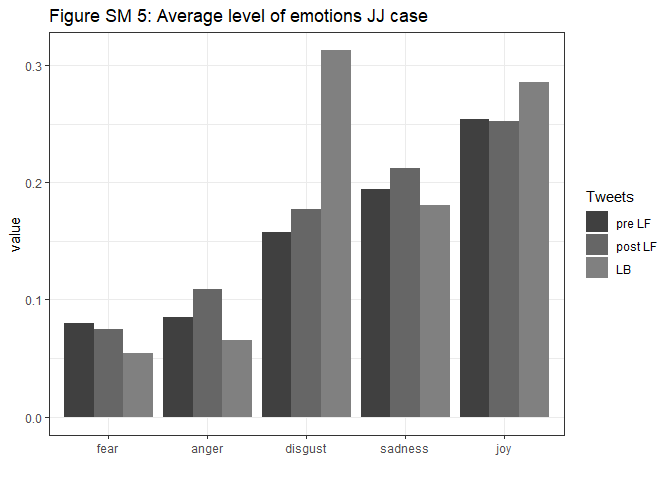 Figure SM 5: Average level of emotions JJ case
0.3
0.2
0.1
0.0
value
fear anger disgust sadness joy
Tweets
pre LF
post LF
LB